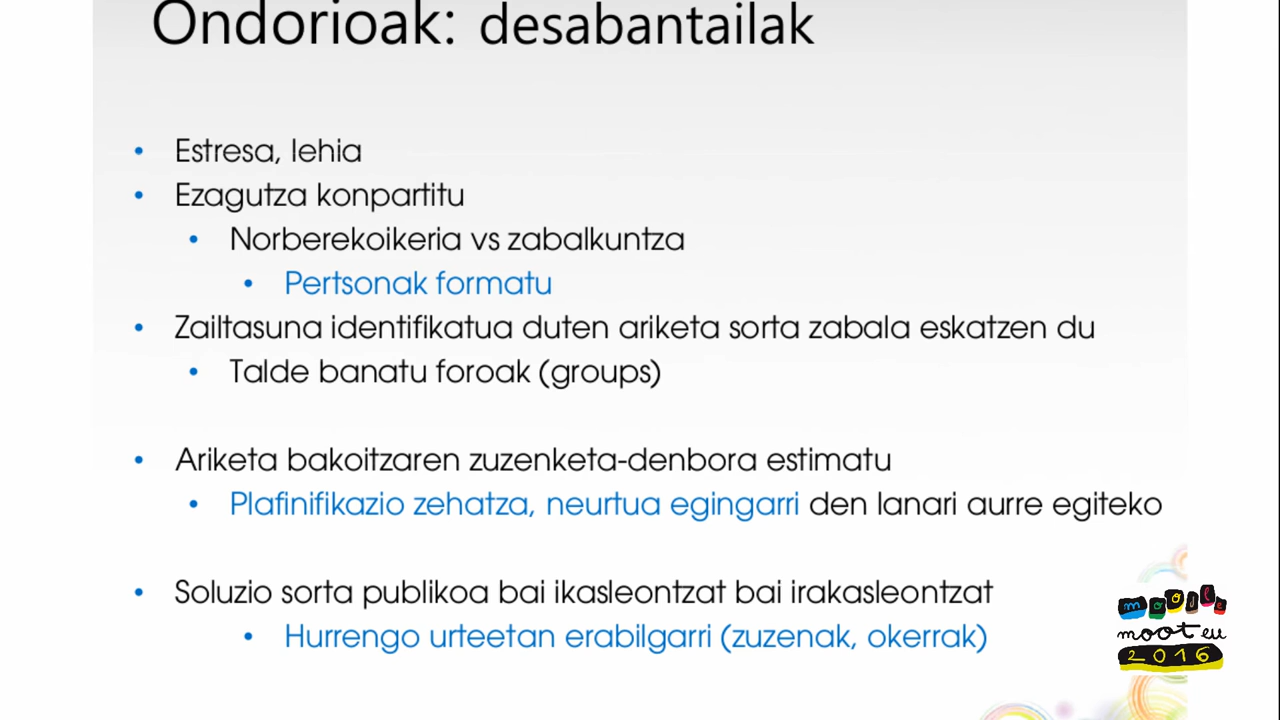 Ondorioak: desabantailak
• Estresa, lehia
• Ezagutza konpartitu
• Norberekoikeria vs zabalkuntza
• Pertsonak formatu
• Zailtasuna identifikatua duten ariketa sorta zabala eskatzen du
• Talde banatu foroak (groups)
• Ariketa bakoitzaren zuzenketa-denbora estimatu
• Plafinifikazio zehatza, neurtua egingarri den lanari aurre egiteko
• Soluzio sorta publikoa bai ikasleontzat bai irakasleontzat
• Hurrengo urteetan erabilgarri (zuzenak, okerrak)
moodle
moot eu
2016